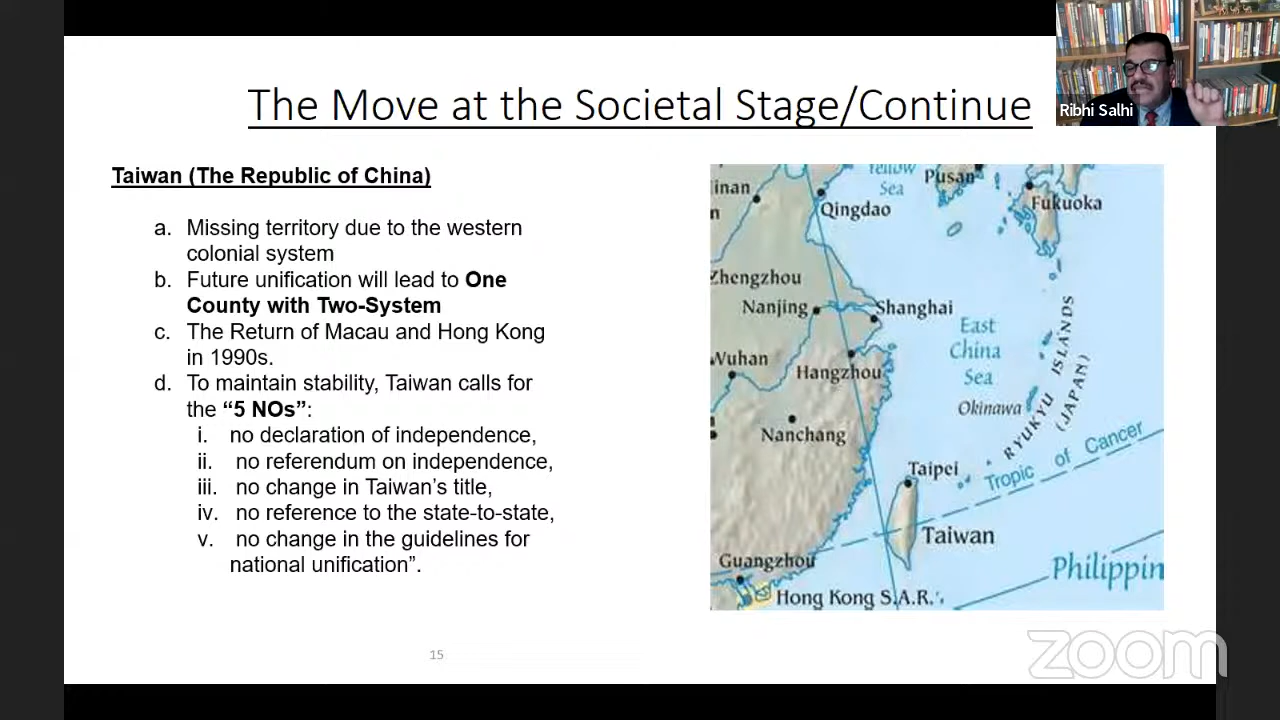 The Move at the Societal Stage/Continue
Ribhi Salhi
Taiwan (The Republic of China)
a. Missing territory due to the western
colonial system
b. Future unification will lead to One
County with Two-System
c. The Return of Macau and Hong Kong
in 1990s.
d. To maintain stability, Taiwan calls for
the “5 NOs”:
i. no declaration of independence,
ii. no referendum on independence,
iii. no change in Taiwan’s title,
iv. no reference to the state-to-state,
v. no change in the guidelines for
national unification”.
Yellow
Sea
Pusan
inan
n
Qingdao
Fukuoka
Zhengzhou
Nanjing
Shanghai
East
China
Sea
Wuhan
Hangzhou
Okinawa
RYUKYU ISLANDS
(JAPAN)
Nanchang
Taipei
Tropic of Cancer
Taiwan
Guangzhou
Philippin
Hong Kong S.A.R.
15
zoom